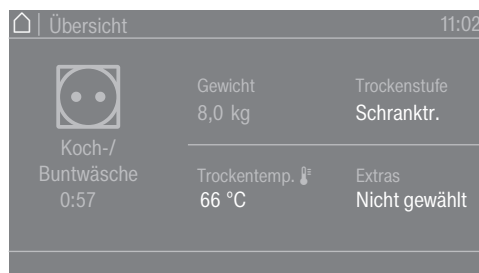 Übersicht
11:02
Koch-/
Buntwäsche
0:57
Gewicht
8,0 kg
Trockenstufe
Schranktr.
Trockentemp.
66 °C
Extras
Nicht gewählt